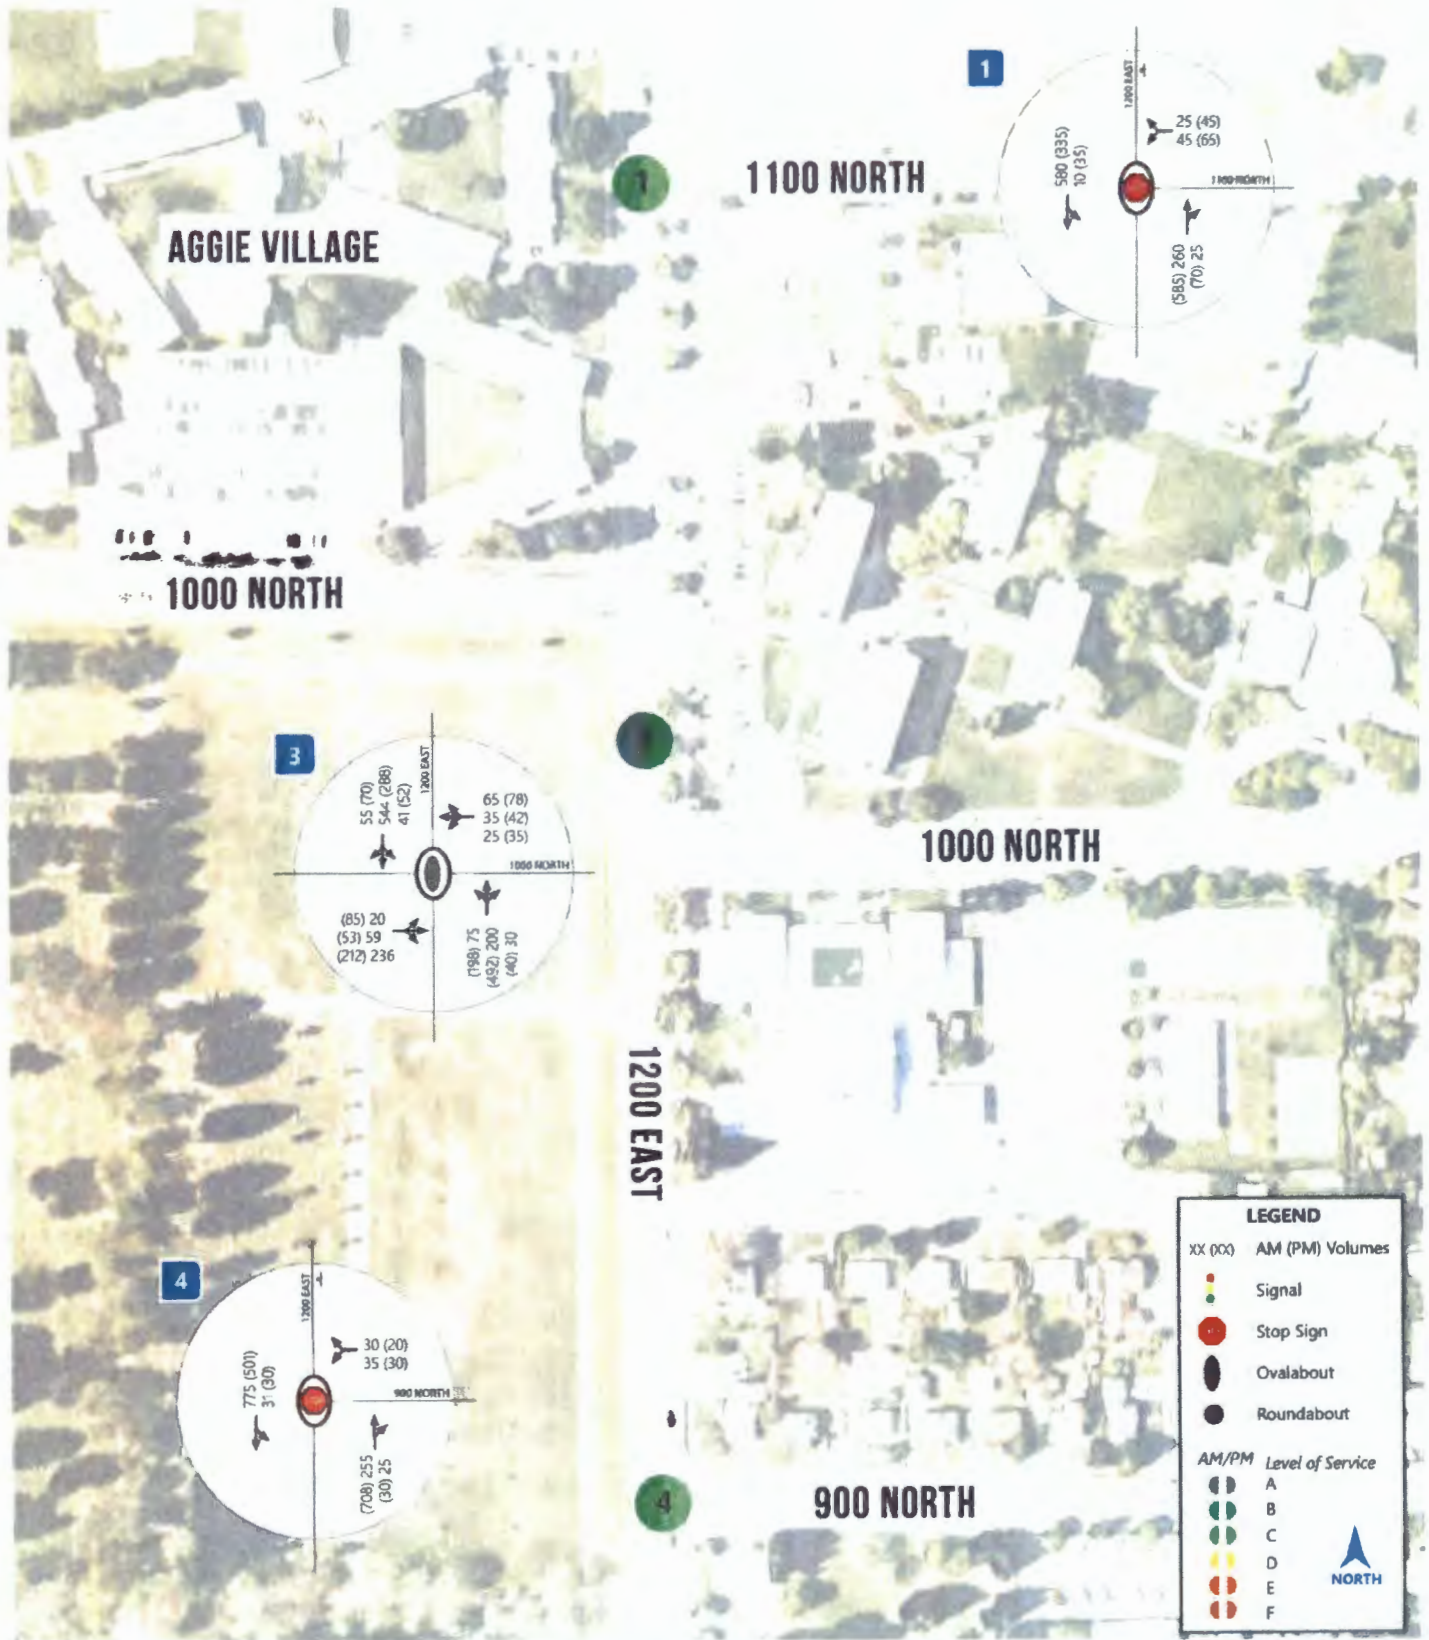 1
1200 EAST
25 (45)
45 (65)
580 (335)
10 (35)
1100 NORTH
(585) 260
(70) 25
1
1100 NORTH
AGGIE VILLAGE
1000 NORTH
3
1200 EAST
55 (70)
544 (288)
41 (52)
65 (78)
35 (42)
25 (35)
1000 NORTH
(85) 20
(53) 59
(212) 236
(198) 75
(492) 200
(40) 30
1000 NORTH
1200 EAST
4
1200 EAST
775 (501)
31 (30)
30 (20)
35 (30)
900 NORTH
(708) 255
(30) 25
4
900 NORTH
LEGEND
XX (XX) AM (PM) Volumes
Signal
Stop Sign
Ovalabout
Roundabout
AM/PM Level of Service
A
B
C
D
E
F
NORTH